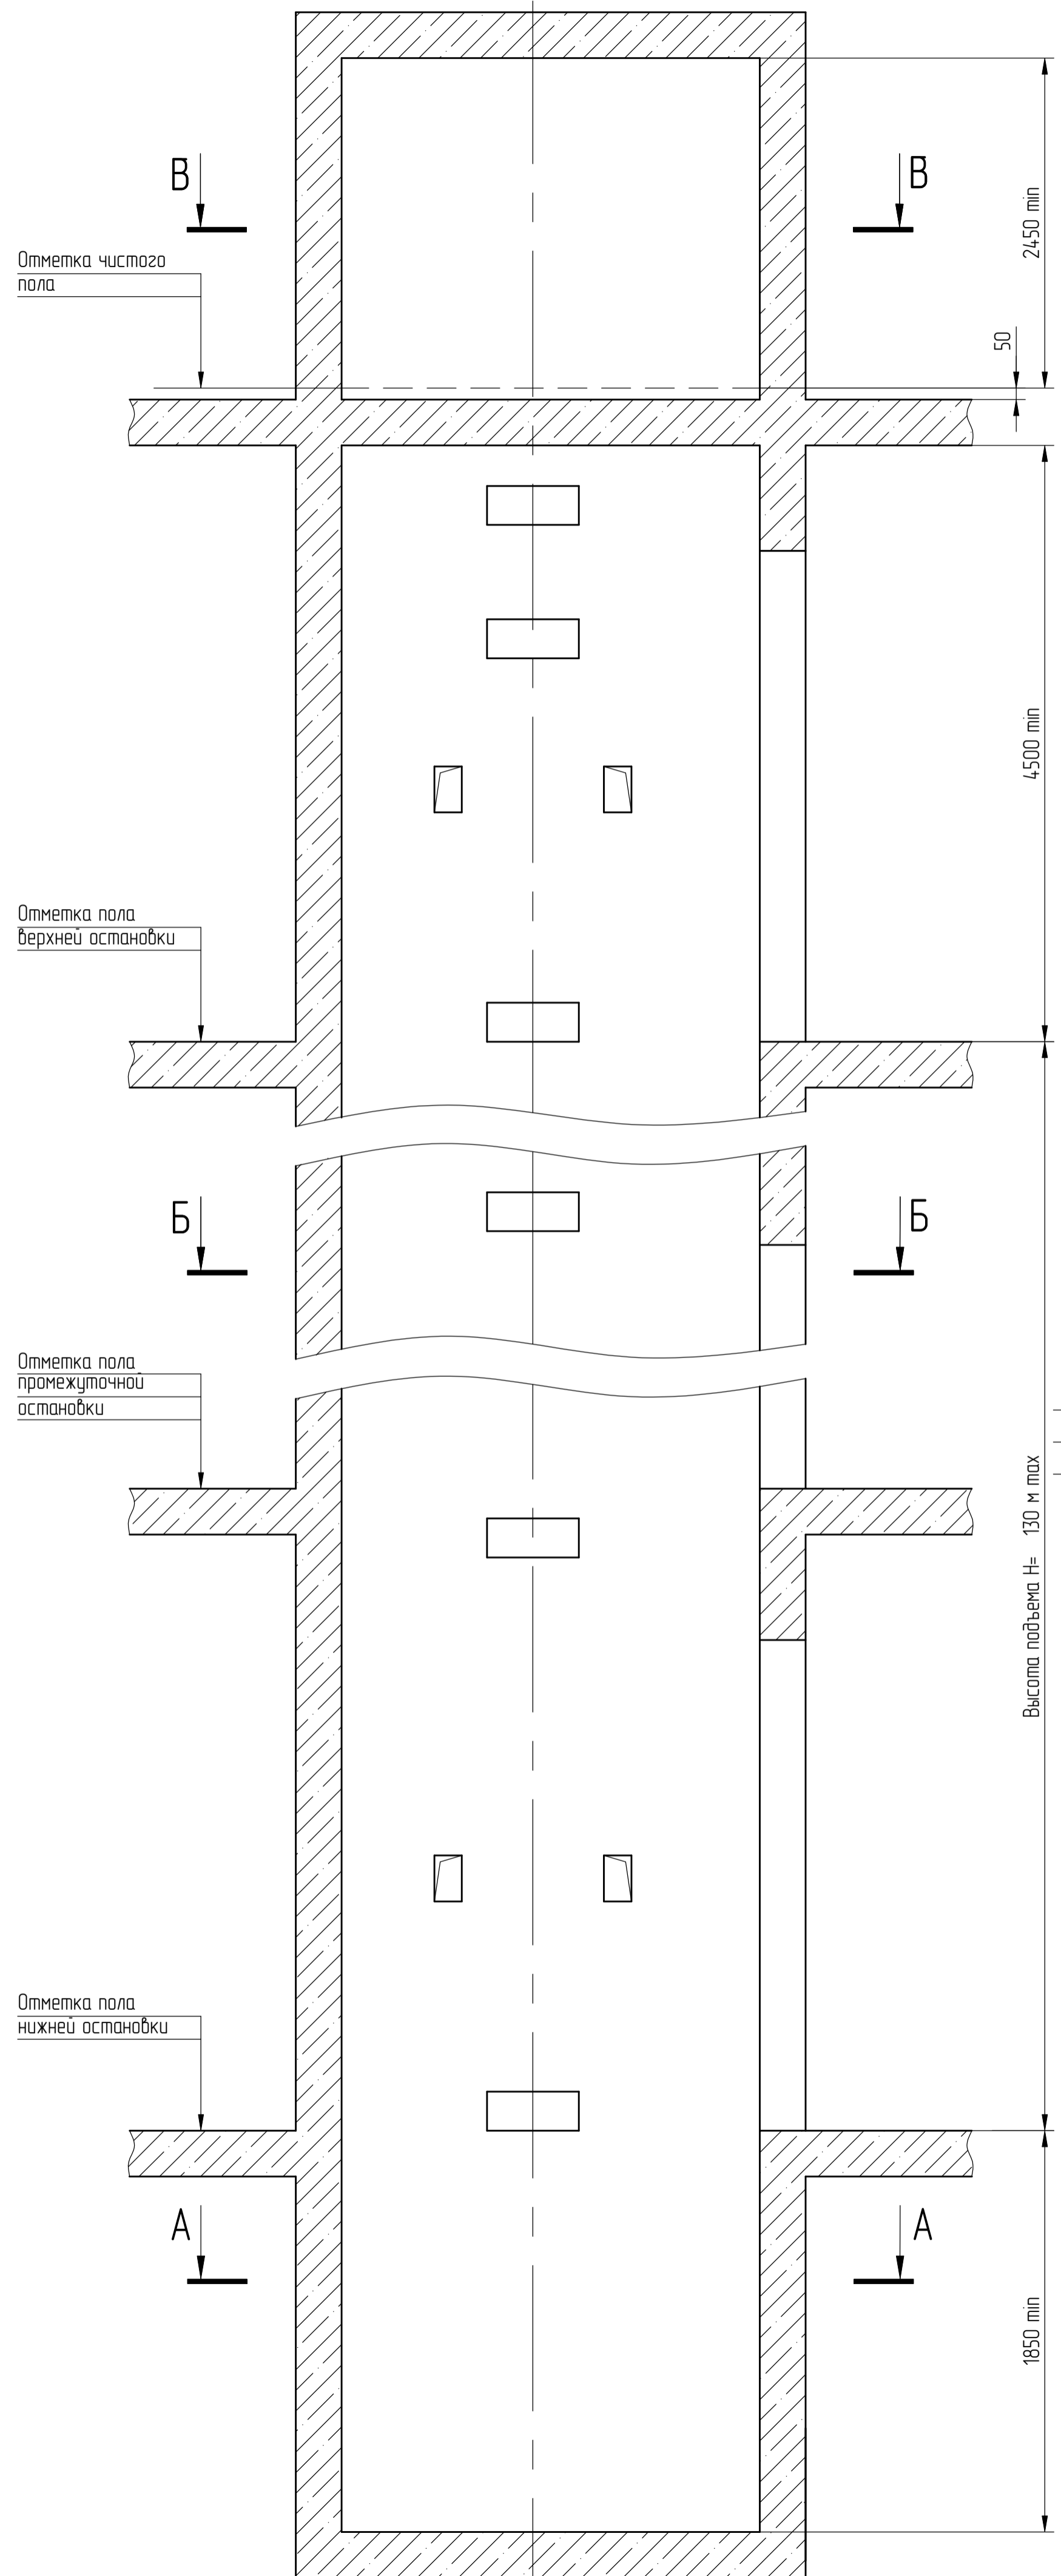 В
В
2450 min
Отметка чистого
пола
50
4500 min
Отметка пола
верхней остановки
Б
Б
Отметка пола
промежуточной
остановки
Высота подъема Н= 130 м max
Отметка пола
нижней остановки
А
А
1850 min